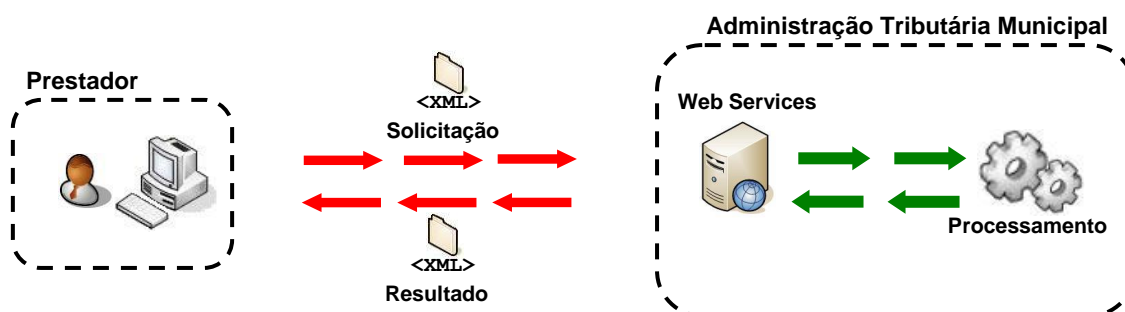 Administração Tributária Municipal
Prestador
<XML>
Solicitação
Web Services
Processamento
<XML>
Resultado